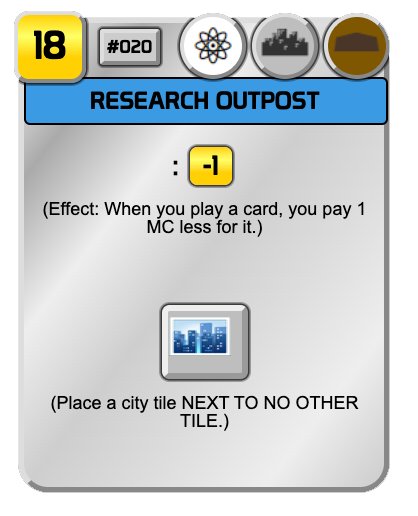 18
#020
RESEARCH OUTPOST
: -1
(Effect: When you play a card, you pay 1
MC less for it.)
(Place a city tile NEXT TO NO OTHER
TILE.)